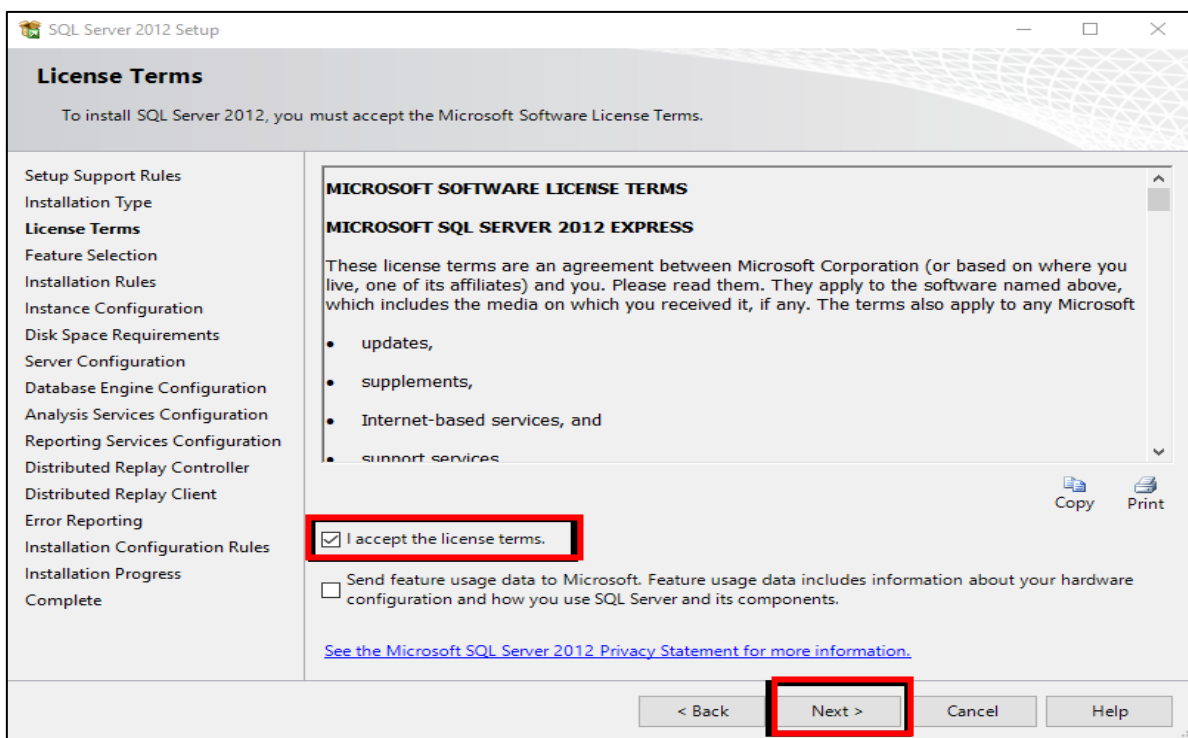 SQL Server 2012 Setup
License Terms
To install SQL Server 2012, you must accept the Microsoft Software License Terms.
Setup Support Rules
Installation Type
License Terms
Feature Selection
Installation Rules
Instance Configuration
Disk Space Requirements
Server Configuration
Database Engine Configuration
Analysis Services Configuration
Reporting Services Configuration
Distributed Replay Controller
Distributed Replay Client
Error Reporting
Installation Configuration Rules
Installation Progress
Complete
MICROSOFT SOFTWARE LICENSE TERMS
MICROSOFT SQL SERVER 2012 EXPRESS
These license terms are an agreement between Microsoft Corporation (or based on where you
live, one of its affiliates) and you. Please read them. They apply to the software named above,
which includes the media on which you received it, if any. The terms also apply to any Microsoft
• updates,
• supplements,
• Internet-based services, and
• support services
Copy Print
I accept the license terms.
Send feature usage data to Microsoft. Feature usage data includes information about your hardware
configuration and how you use SQL Server and its components.
See the Microsoft SQL Server 2012 Privacy Statement for more information.
< Back Next > Cancel Help